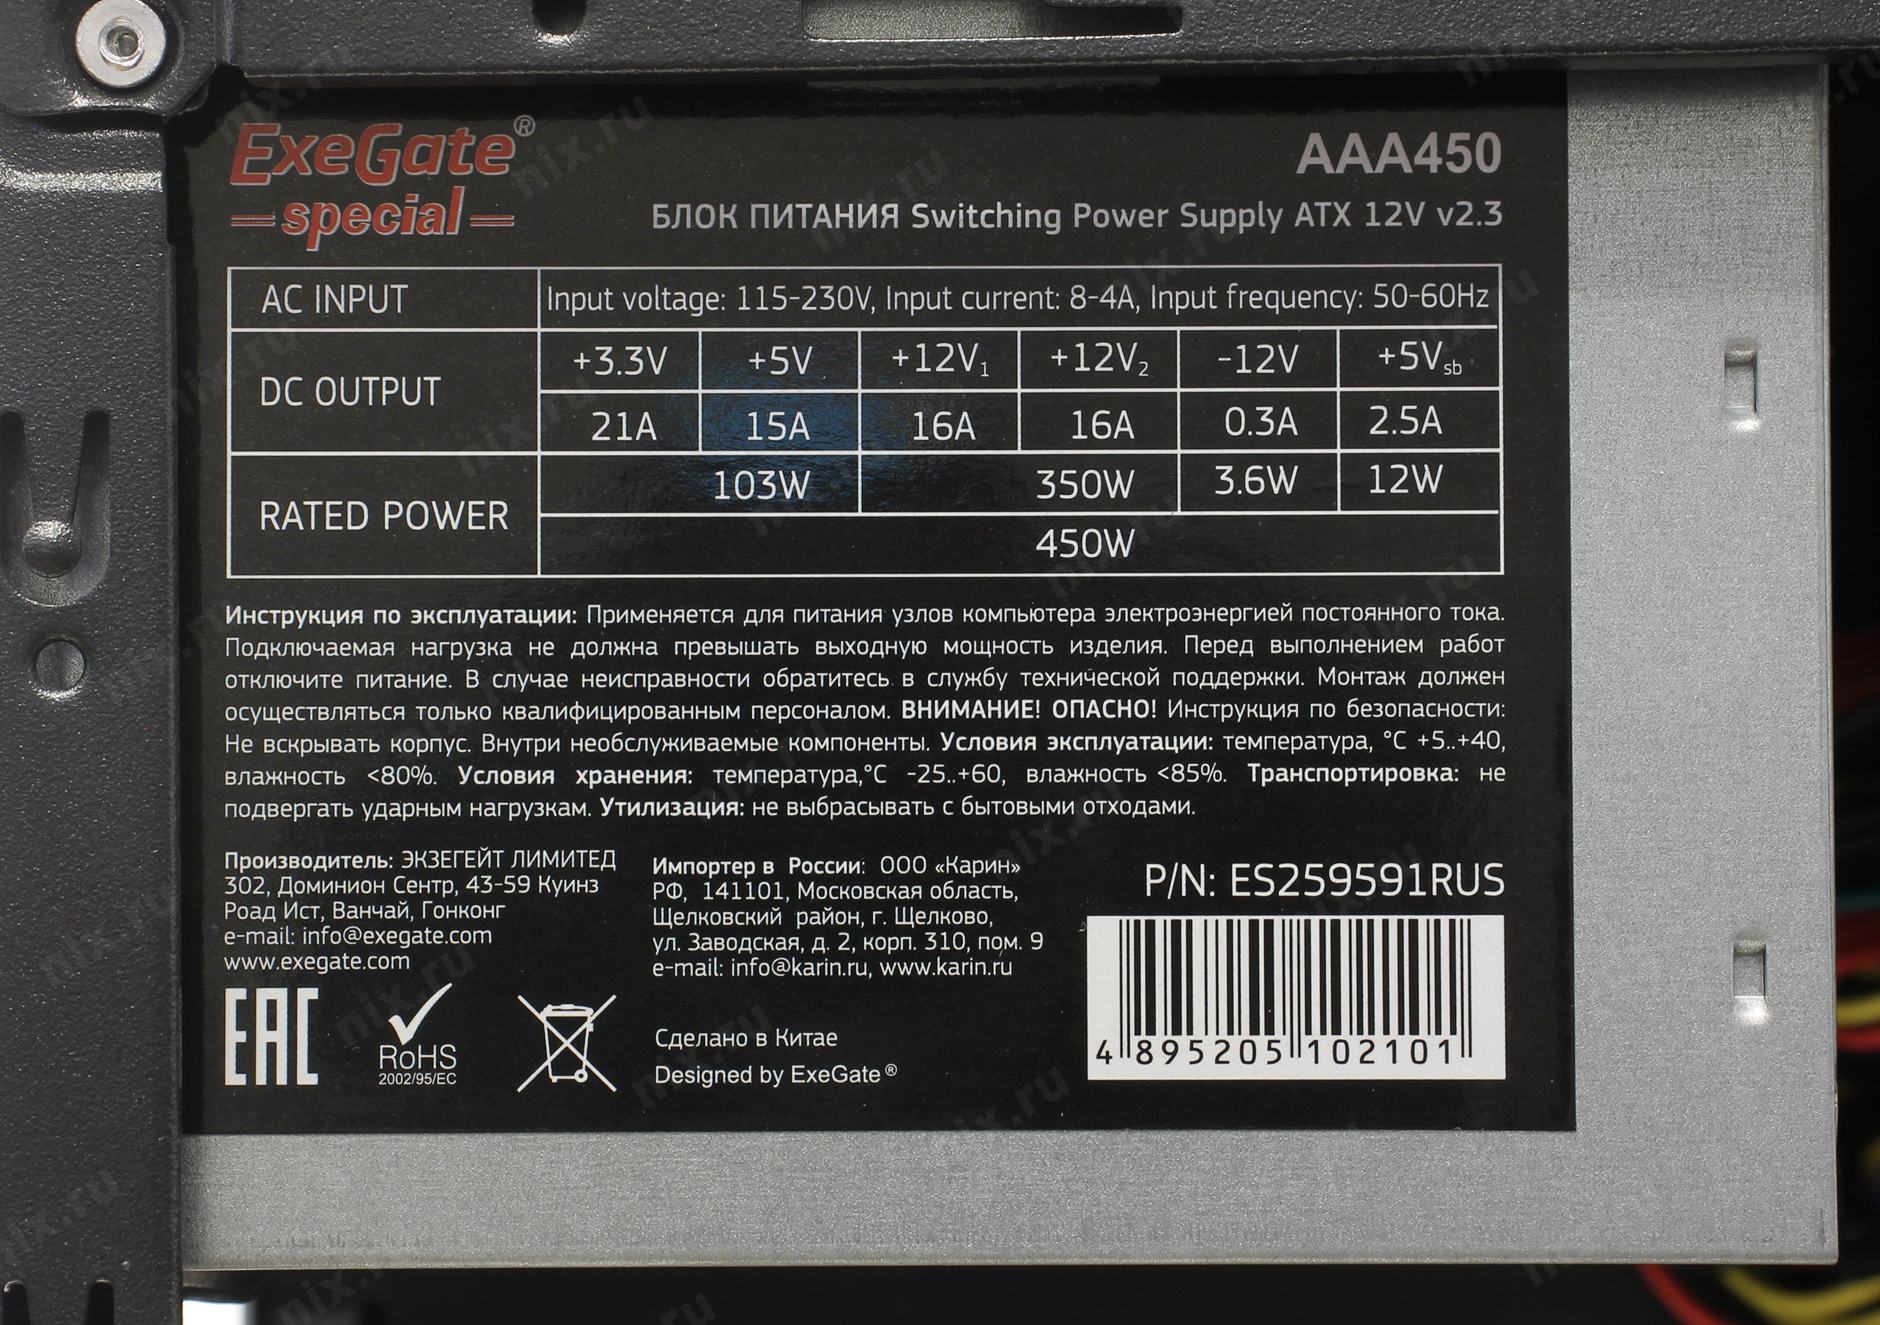 ExeGate®
special
AAA450
БЛОК ПИТАНИЯ Switching Power Supply ATX 12V v2.3
AC INPUT Input voltage: 115-230V, Input current: 8-4A, Input frequency: 50-60Hz
DC OUTPUT
+3.3V +5V +12V1 +12V2 -12V +5Vsb
21A 15A 16A 16A 0.3A 2.5A
RATED POWER
103W 350W 3.6W 12W
450W
Инструкция по эксплуатации: Применяется для питания узлов компьютера электроэнергией постоянного тока.
Подключаемая нагрузка не должна превышать выходную мощность изделия. Перед выполнением работ
отключите питание. В случае неисправности обратитесь в службу технической поддержки. Монтаж должен
осуществляться только квалифицированным персоналом. ВНИМАНИЕ! ОПАСНО! Инструкция по безопасности:
Не вскрывать корпус. Внутри необслуживаемые компоненты. Условия эксплуатации: температура, °С +5..+40,
влажность <80%. Условия хранения: температура,°С -25..+60, влажность <85%. Транспортировка: не
подвергать ударным нагрузкам. Утилизация: не выбрасывать с бытовыми отходами.
Производитель: ЭКЗЕГЕЙТ ЛИМИТЕД
302, Доминион Сентр, 43-59 Куинз
Роад Ист, Ванчай, Гонконг
e-mail: info@exegate.com
www.exegate.com
Импортер в России: ООО «Карин»
РФ, 141101, Московская область,
Щелковский район, г. Щелково,
ул. Заводская, д. 2, корп. 310, пом. 9
e-mail: info@karin.ru, www.karin.ru
P/N: ES259591RUS
4 895205 102101
EAC
RoHS
2002/95/EC
Сделано в Китае
Designed by ExeGate®
nix.ru